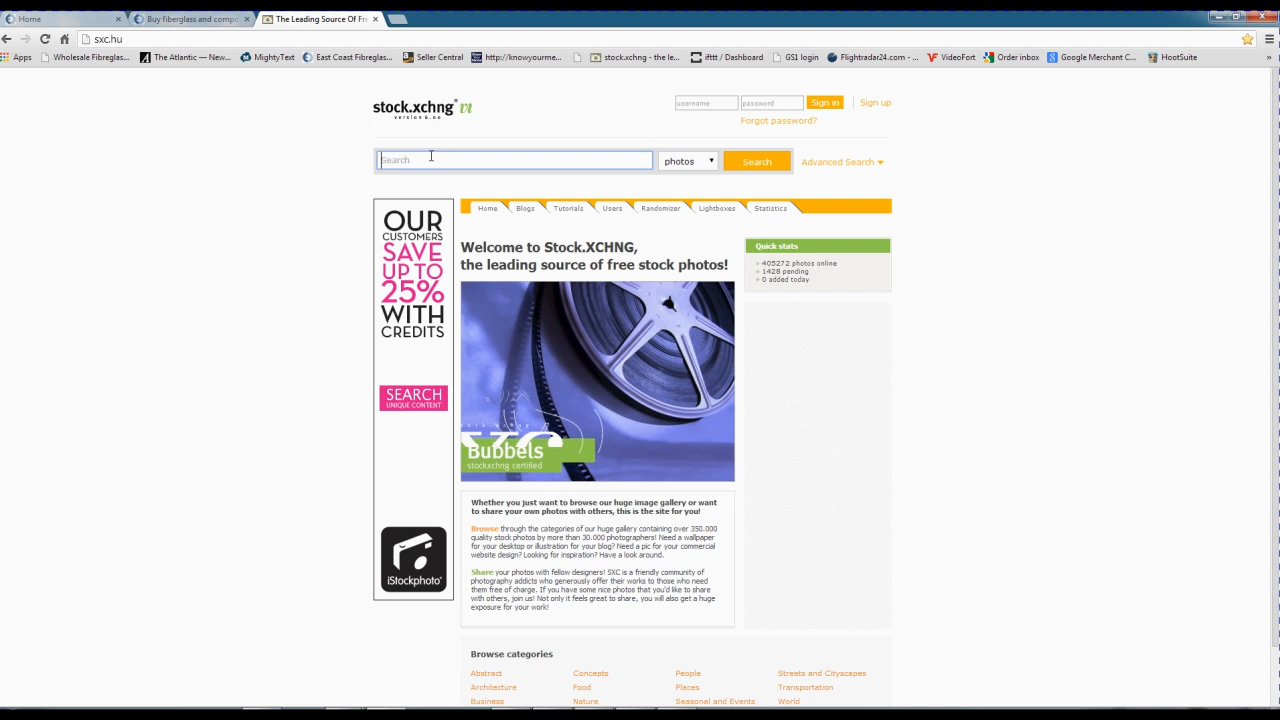 Home
Buy fiberglass and compo
The Leading Source Of Fr
sxc.hu
Apps
Wholesale Fibreglas...
The Atlantic — New...
MightyText
East Coast Fibreglas...
Seller Central
http://knowyourme...
stock.xchng - the le...
ifttt / Dashboard
GSI login
Flightradar24.com - ...
VideoFort
Order inbox
Google Merchant C...
HootSuite
stock.xchng® vi
version 6.00
username
password
Sign in
Sign up
Forgot password?
Search
photos
Search
Advanced Search
OUR
CUSTOMERS
SAVE
UP TO
25%
WITH
CREDITS
SEARCH
UNIQUE CONTENT
iStockphoto®
Home
Blogs
Tutorials
Users
Randomizer
Lightboxes
Statistics
Welcome to Stock.XCHNG,
the leading source of free stock photos!
Bubbels
stockxchng certified
Quick stats
» 405272 photos online
» 1428 pending
» 0 added today
Whether you just want to browse our huge image gallery or want
to share your own photos with others, this is the site for you!
Browse through the categories of our huge gallery containing over 350.000
quality stock photos by more than 30.000 photographers! Need a wallpaper
for your desktop or illustration for your blog? Need a pic for your commercial
website design? Looking for inspiration? Have a look around.
Share your photos with fellow designers! SXC is a friendly community of
photography addicts who generously offer their works to those who need
them free of charge. If you have some nice photos that you'd like to share
with others, join us! Not only it feels great to share, you will also get a huge
exposure for your work!
Browse categories
Abstract
Concepts
People
Streets and Cityscapes
Architecture
Food
Places
Transportation
Business
Nature
Seasonal and Events
World